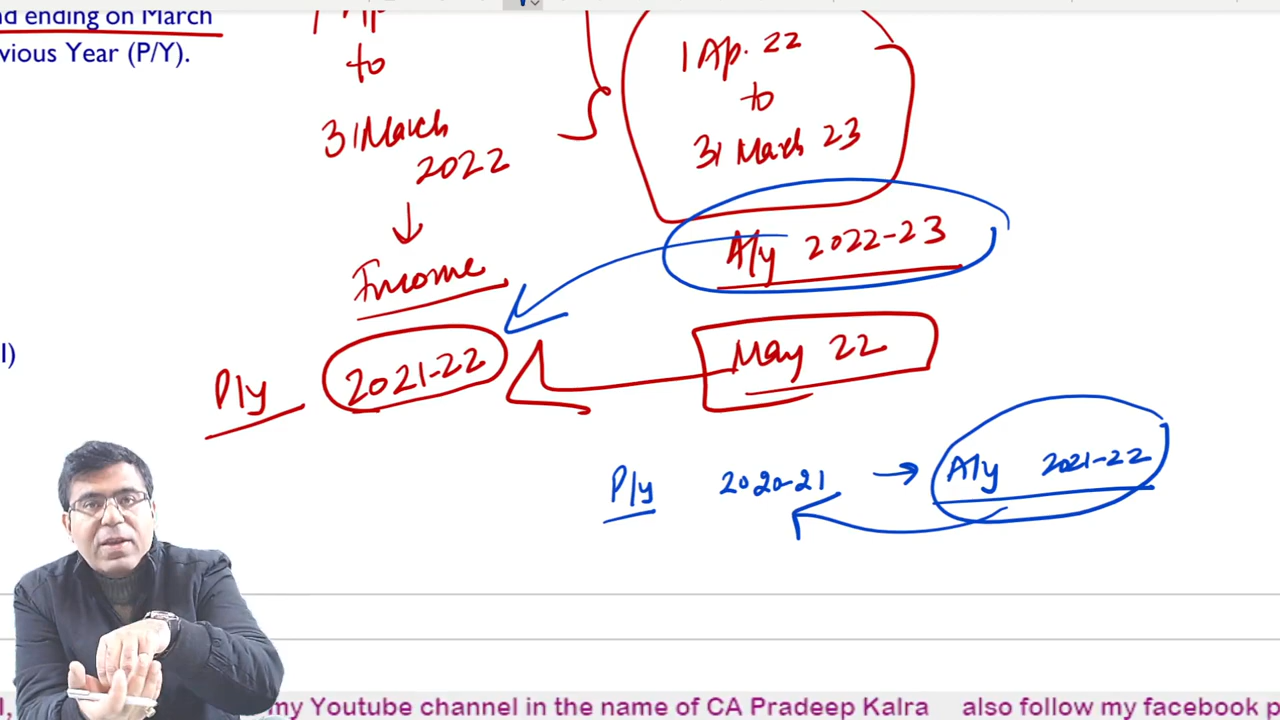 nd ending on March
vious Year (P/Y).
to
31 March
2022
Income
P/y 2021-22
1 Ap. 22
to
31 March 23
A/y 2022-23
May 22
P/y 2020-21 → A/y 2021-22
my Youtube channel in the name of CA Pradeep Kalra also follow my facebook p